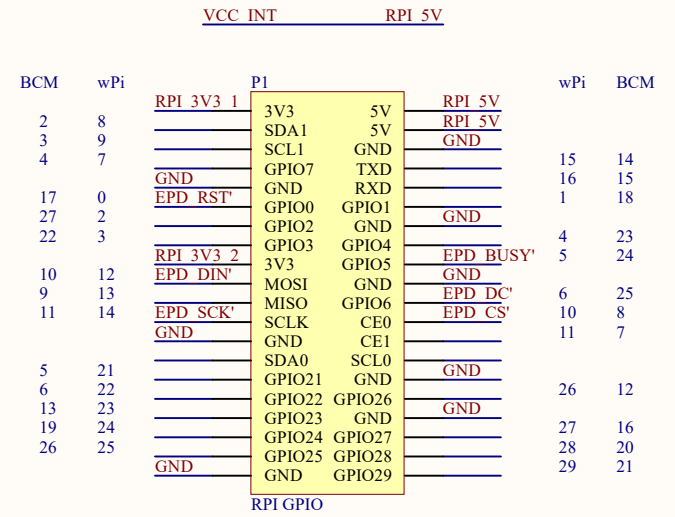 VCC_INT RPI_5V
BCM wPi P1 wPi BCM
RPI_3V3_1 3V3 5V RPI_5V
2 8 SDA1 5V RPI_5V
3 9 SCL1 GND GND
4 7 GPIO7 TXD 15 14
GND GND RXD 16 15
17 0 EPD_RST' GPIO0 GPIO1 1 18
27 2 GPIO2 GND GND
22 3 GPIO3 GPIO4 4 23
RPI_3V3_2 3V3 GPIO5 EPD_BUSY' 5 24
10 12 EPD_DIN' MOSI GND GND
9 13 MISO GPIO6 EPD_DC' 6 25
11 14 EPD_SCK' SCLK CE0 EPD_CS' 10 8
GND GND CE1 11 7
SDA0 SCL0
5 21 GPIO21 GND GND
6 22 GPIO22 GPIO26 26 12
13 23 GPIO23 GND GND
19 24 GPIO24 GPIO27 27 16
26 25 GPIO25 GPIO28 28 20
GND GND GPIO29 29 21
RPI GPIO